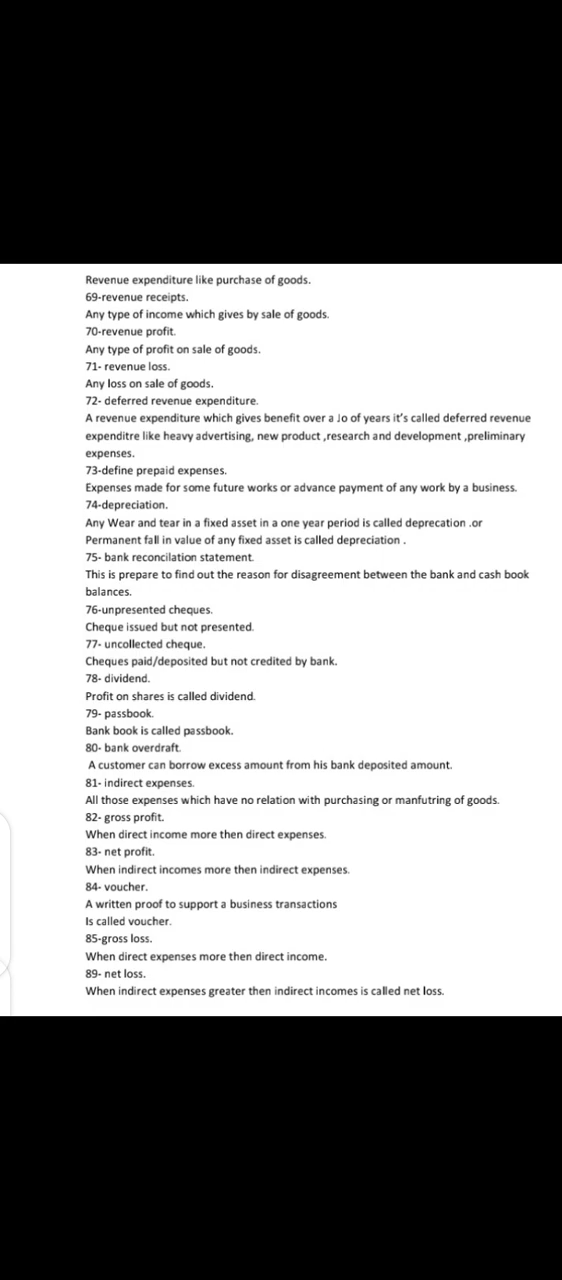 Revenue expenditure like purchase of goods.
69-revenue receipts.
Any type of income which gives by sale of goods.
70-revenue profit.
Any type of profit on sale of goods.
71- revenue loss.
Any loss on sale of goods.
72- deferred revenue expenditure.
A revenue expenditure which gives benefit over a lo of years it's called deferred revenue
expenditre like heavy advertising, new product ,research and development ,preliminary
expenses.
73-define prepaid expenses.
Expenses made for some future works or advance payment of any work by a business.
74-depreciation.
Any Wear and tear in a fixed asset in a one year period is called deprecation .or
Permanent fall in value of any fixed asset is called depreciation .
75- bank reconcilation statement.
This is prepare to find out the reason for disagreement between the bank and cash book
balances.
76-unpresented cheques.
Cheque issued but not presented.
77- uncollected cheque.
Cheques paid/deposited but not credited by bank.
78- dividend.
Profit on shares is called dividend.
79- passbook.
Bank book is called passbook.
80- bank overdraft.
A customer can borrow excess amount from his bank deposited amount.
81- indirect expenses.
All those expenses which have no relation with purchasing or manfutring of goods.
82- gross profit.
When direct income more then direct expenses.
83- net profit.
When indirect incomes more then indirect expenses.
84- voucher.
A written proof to support a business transactions
Is called voucher.
85-gross loss.
When direct expenses more then direct income.
89- net loss.
When indirect expenses greater then indirect incomes is called net loss.